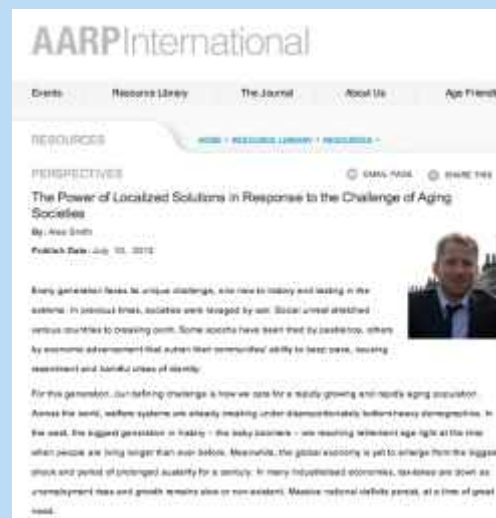 AARPInternational
Events Resource Library The Journal About Us Age Friendly
RESOURCES HOME › RESOURCE LIBRARY › RESOURCES ›
PERSPECTIVES EMAIL PAGE SHARE THIS
The Power of Localized Solutions in Response to the Challenge of Aging
Societies
By: Alex Smith
Publish Date: July 10, 2012
Every generation faces its unique challenge, one new to history and testing in the
extreme. In previous times, societies were ravaged by war. Social unrest stretched
various countries to breaking point. Some epochs have been tried by pestilence, others
by economic advancement that outran their communities' ability to keep pace, causing
resentment and harmful crises of identity.
For this generation, our defining challenge is how we care for a rapidly growing and rapidly aging population.
Across the world, welfare systems are already creaking under disproportionately bottom-heavy demographics. In
the west, the biggest generation in history - the baby boomers - are reaching retirement age right at the time
when people are living longer than ever before. Meanwhile, the global economy is yet to emerge from the biggest
shock and period of prolonged austerity for a century. In many industrialised economies, tax-takes are down as
unemployment rises and growth remains slow or non-existent. Massive national deficits persist, at a time of great
need.